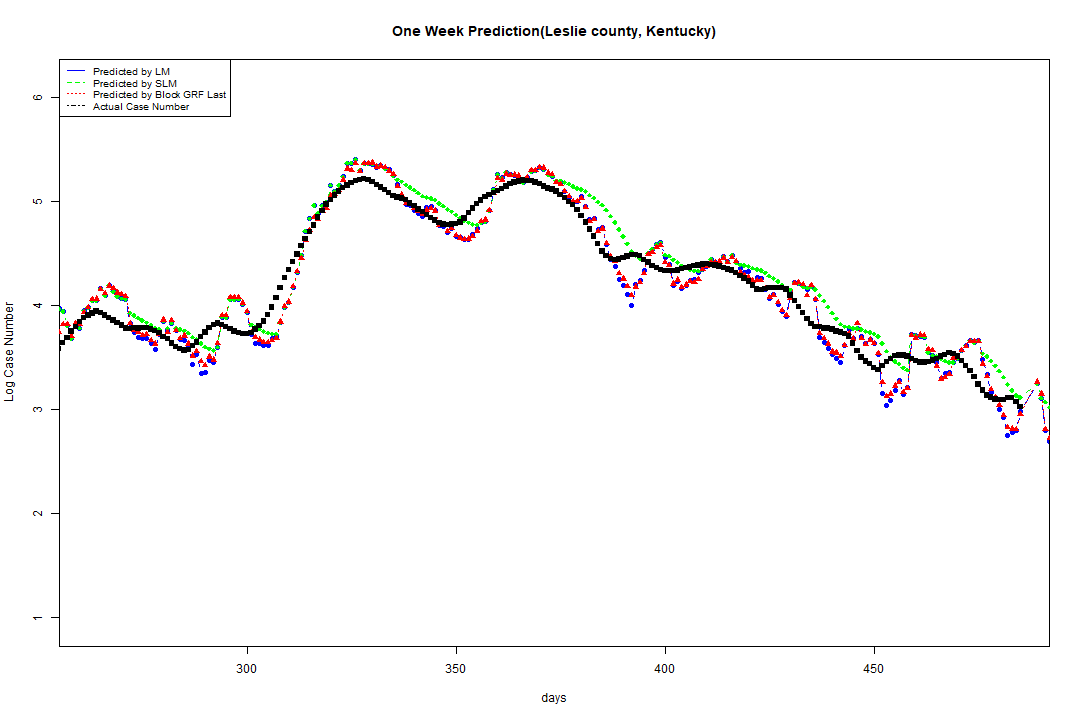 One Week Prediction(Leslie county, Kentucky)
Predicted by LM
Predicted by SLM
Predicted by Block GRF Last
Actual Case Number
Log Case Number
6
5
4
3
2
1
300
350
400
450
days